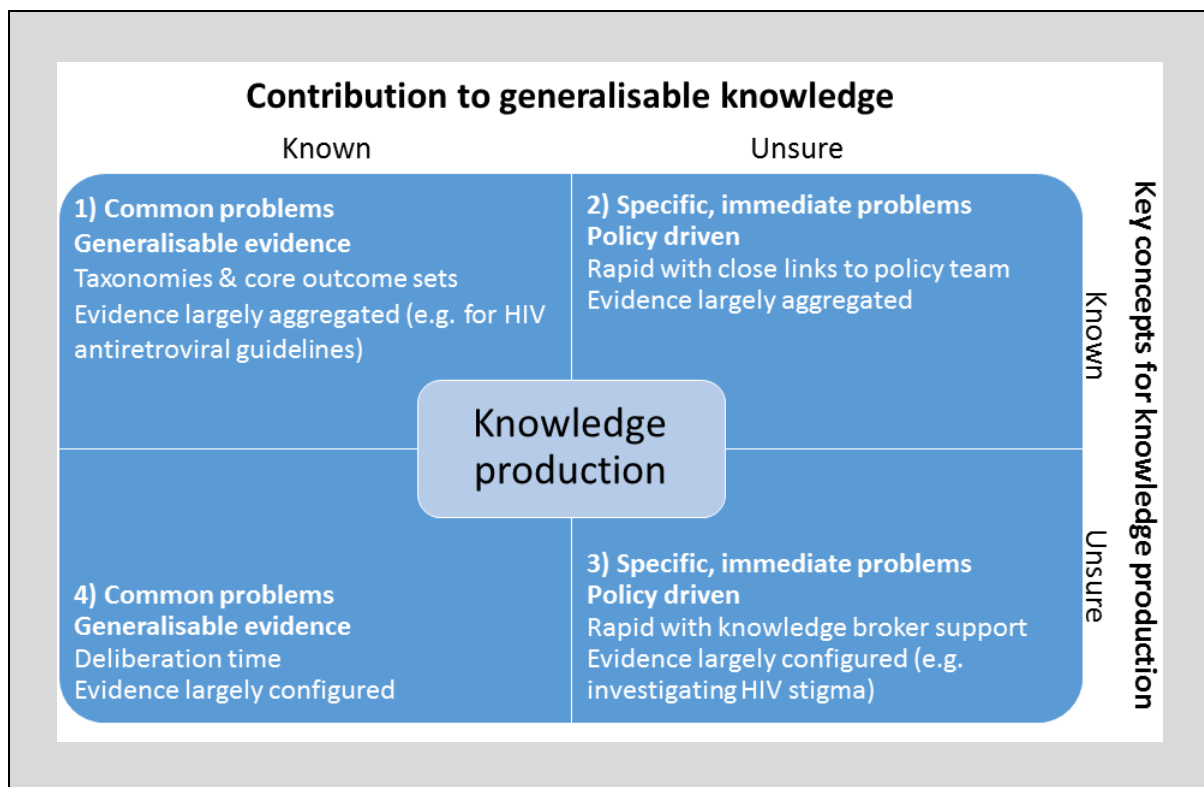 Contribution to generalisable knowledge
Known
Unsure
1) Common problems
Generalisable evidence
Taxonomies & core outcome sets
Evidence largely aggregated (e.g. for HIV
antiretroviral guidelines)
2) Specific, immediate problems
Policy driven
Rapid with close links to policy team
Evidence largely aggregated
Known
Key concepts for knowledge production
Knowledge
production
4) Common problems
Generalisable evidence
Deliberation time
Evidence largely configured
3) Specific, immediate problems
Policy driven
Rapid with knowledge broker support
Evidence largely configured (e.g.
investigating HIV stigma)
Unsure